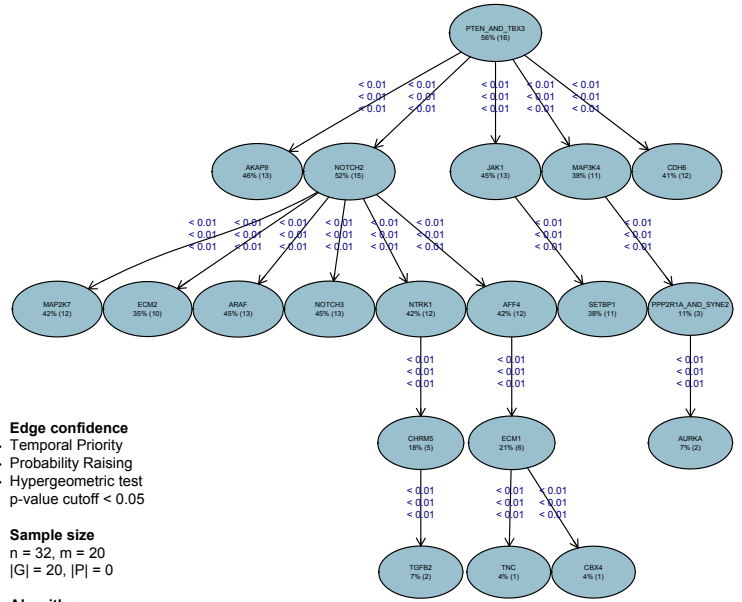 PTEN_AND_TBX3
56% (16)
< 0.01 < 0.01 < 0.01 < 0.01 < 0.01
< 0.01 < 0.01 < 0.01 < 0.01 < 0.01
< 0.01 < 0.01 < 0.01 < 0.01 < 0.01
AKAP9
46% (13)
NOTCH2
52% (15)
JAK1
45% (13)
MAP3K4
38% (11)
CDH6
41% (12)
< 0.01 < 0.01 < 0.01 < 0.01 < 0.01 < 0.01 < 0.01 < 0.01
< 0.01 < 0.01 < 0.01 < 0.01 < 0.01 < 0.01 < 0.01 < 0.01
< 0.01 < 0.01 < 0.01 < 0.01 < 0.01 < 0.01 < 0.01 < 0.01
MAP2K7
42% (12)
ECM2
35% (10)
ARAF
45% (13)
NOTCH3
45% (13)
NTRK1
42% (12)
AFF4
42% (12)
SETBP1
38% (11)
PPP2R1A_AND_SYNE2
11% (3)
< 0.01 < 0.01 < 0.01
< 0.01 < 0.01 < 0.01
< 0.01 < 0.01 < 0.01
CHRM5
18% (5)
ECM1
21% (6)
AURKA
7% (2)
< 0.01 < 0.01 < 0.01
< 0.01 < 0.01 < 0.01
< 0.01 < 0.01 < 0.01
TGFB2
7% (2)
TNC
4% (1)
CBX4
4% (1)
Edge confidence
Temporal Priority
Probability Raising
Hypergeometric test
p-value cutoff < 0.05
Sample size
n = 32, m = 20
|G| = 20, |P| = 0